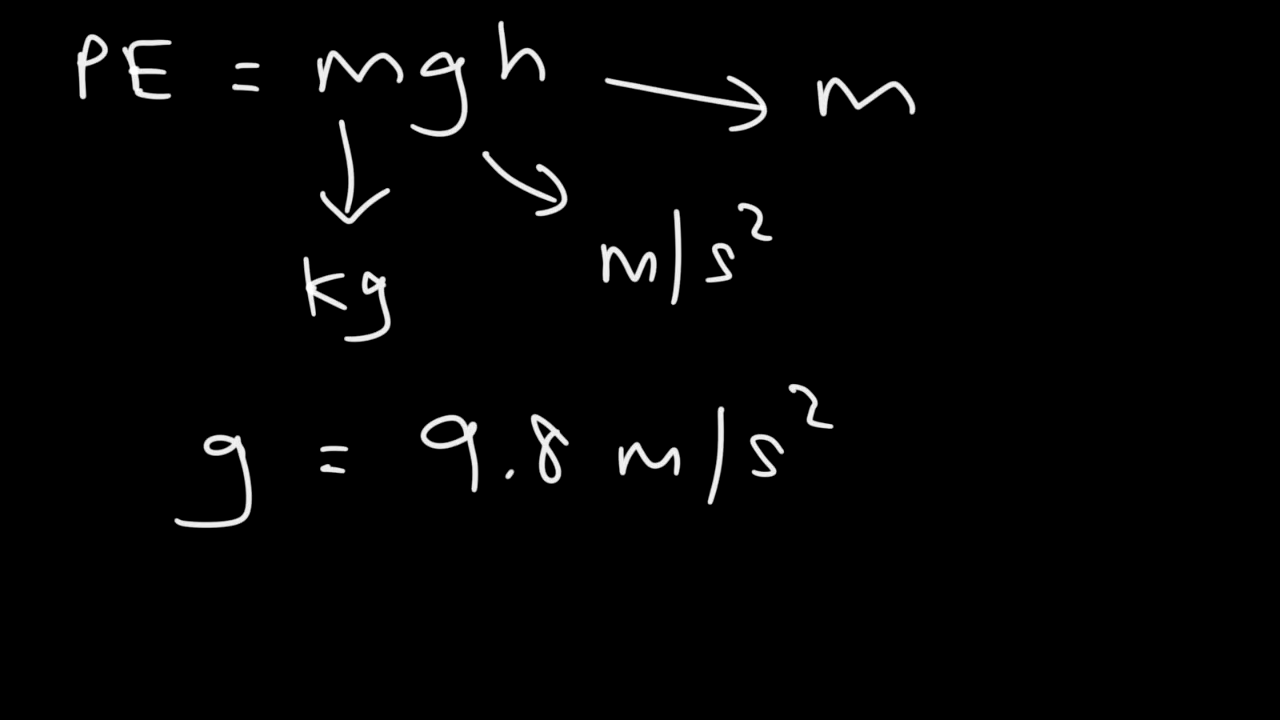 PE = mgh → m
kg
m/s²
g = 9.8 m/s²